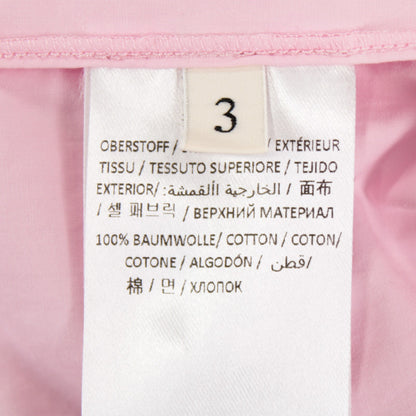 3
OBERSTOFF / / EXTÉRIEUR
TISSU / TESSUTO SUPERIORE / TEJIDO
EXTERIOR/ الخارجية األقمشة: / 面布
/ 셸 패브릭 / ВЕРХНИЙ МАТЕРИАЛ
100% BAUMWOLLE/ COTTON / COTON/
COTONE / ALGODÓN / قطن/
棉 / 면 / ХЛОПОК